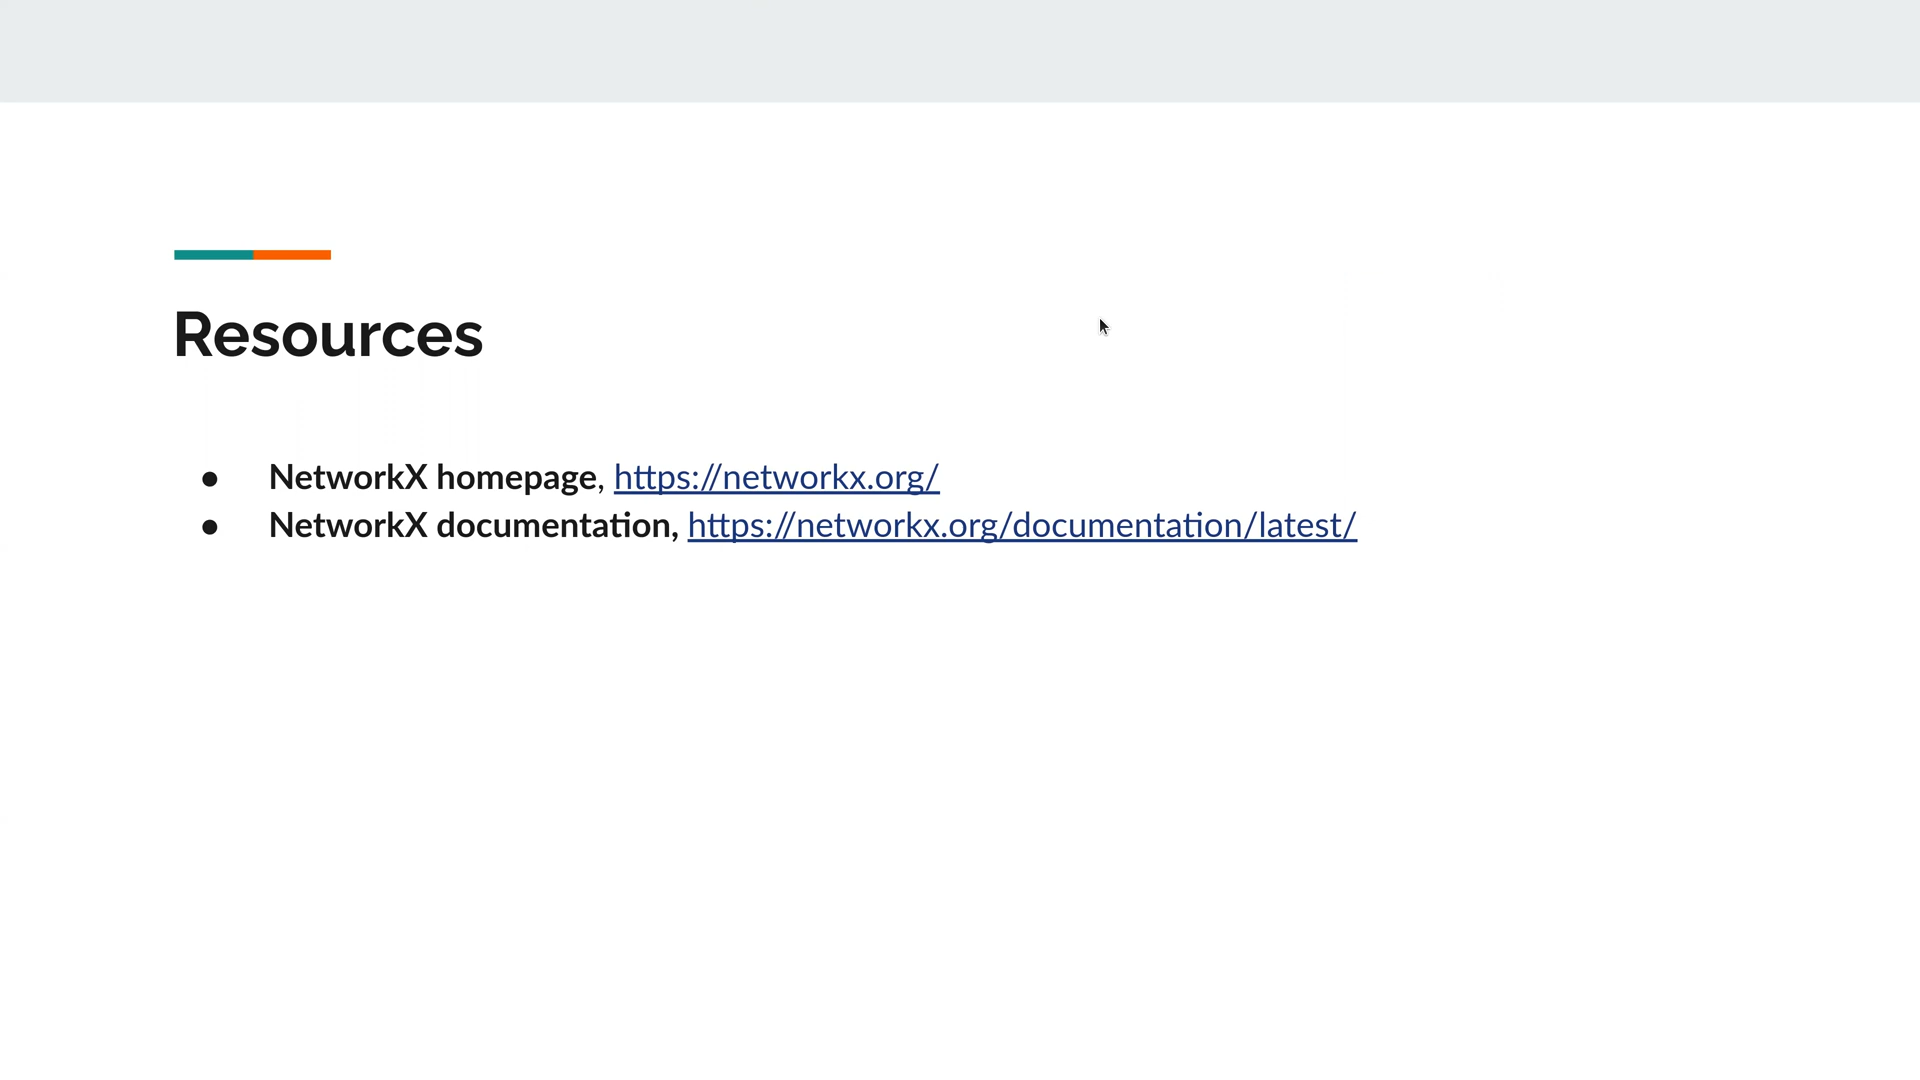 Resources
● NetworkX homepage, https://networkx.org/
● NetworkX documentation, https://networkx.org/documentation/latest/